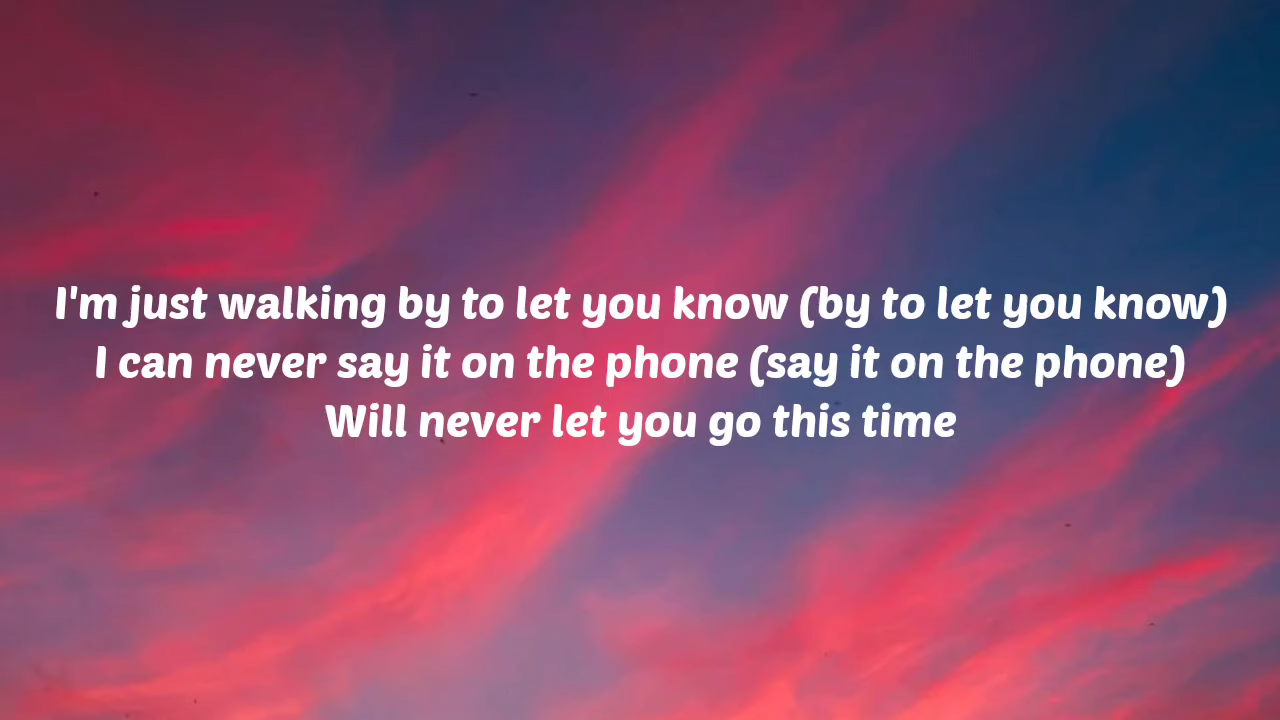 I'm just walking by to let you know (by to let you know)
I can never say it on the phone (say it on the phone)
Will never let you go this time